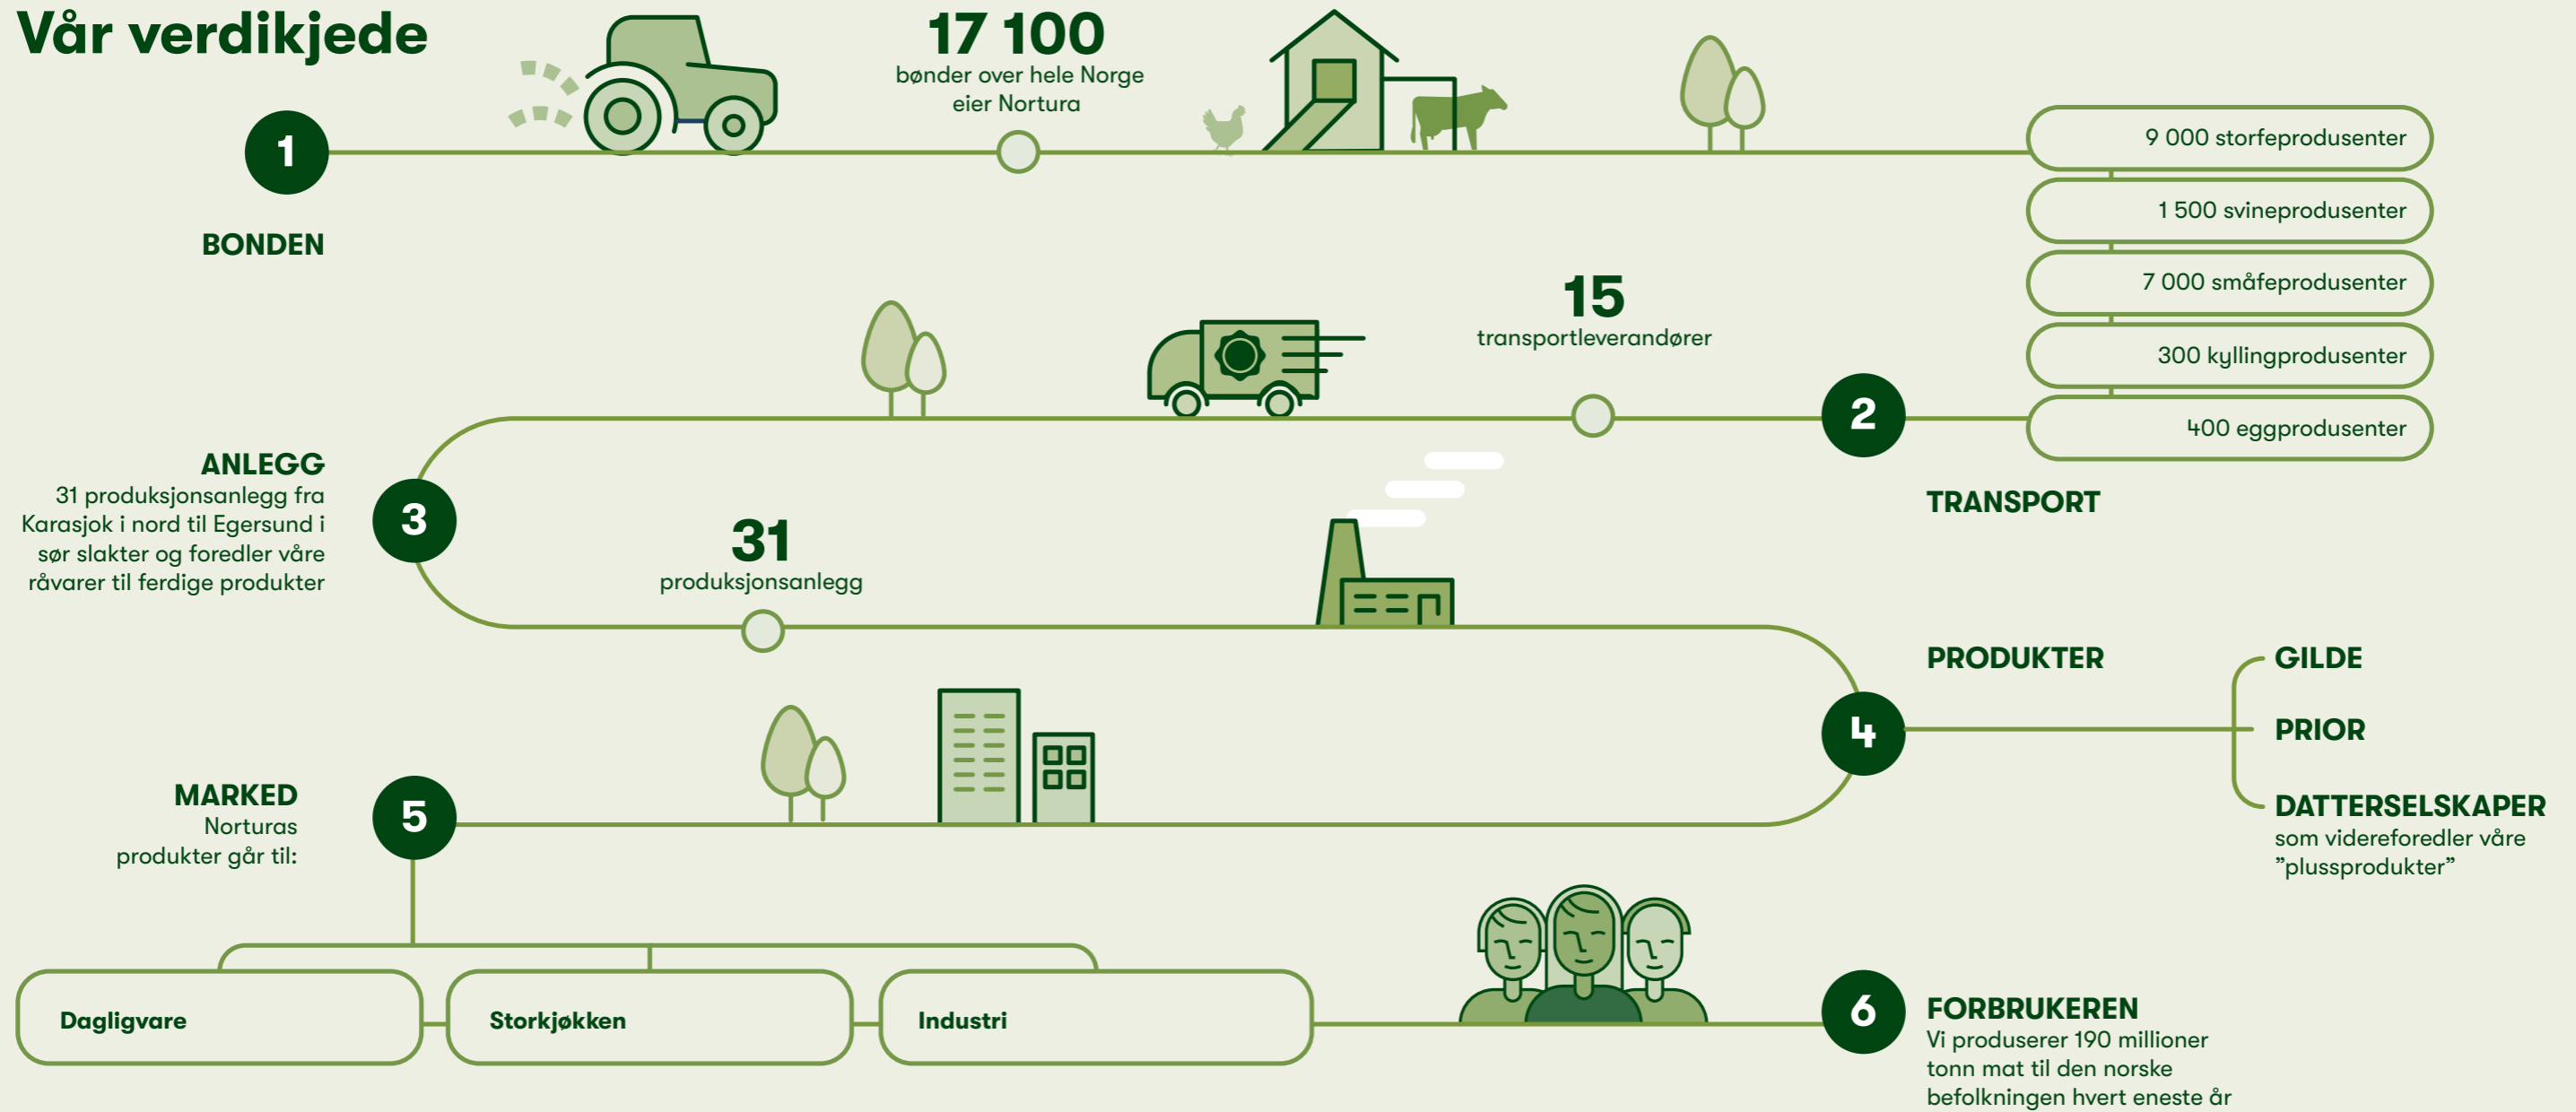 Vår verdikjede
1
BONDEN
17 100
bønder over hele Norge
eier Nortura
9 000 storfeprodusenter
1 500 svineprodusenter
7 000 småfeprodusenter
300 kyllingprodusenter
400 eggprodusenter
2
TRANSPORT
15
transportleverandører
3
ANLEGG
31 produksjonsanlegg fra
Karasjok i nord til Egersund i
sør slakter og foredler våre
råvarer til ferdige produkter
31
produksjonsanlegg
4
PRODUKTER
GILDE
PRIOR
DATTERSELSKAPER
som videreforedler våre
”plussprodukter”
5
MARKED
Norturas
produkter går til:
Dagligvare
Storkjøkken
Industri
6
FORBRUKEREN
Vi produserer 190 millioner
tonn mat til den norske
befolkningen hvert eneste år